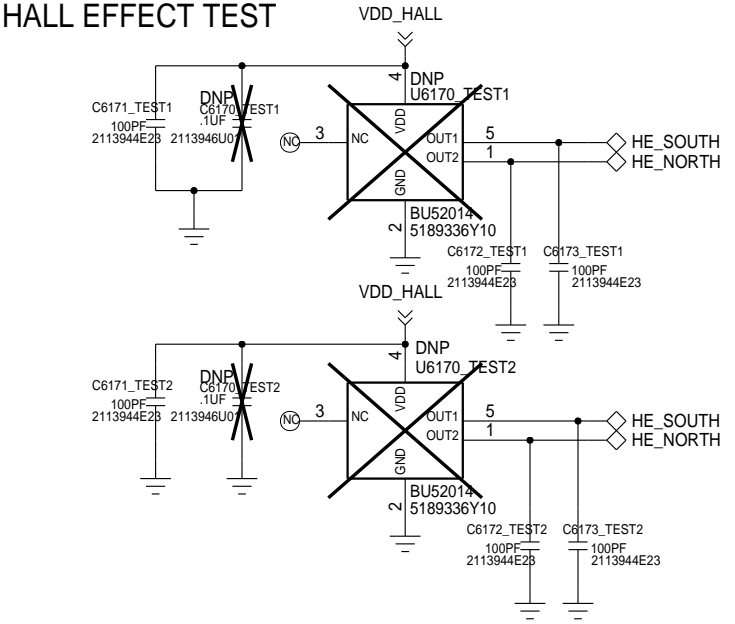 HALL EFFECT TEST
VDD_HALL
DNP
U6170_TEST1
4
VDD
C6171_TEST1
100PF
2113944E23
DNP
C6170_TEST1
.1UF
2113946U01
NC
3
NC
OUT1
5
HE_SOUTH
OUT2
1
HE_NORTH
GND
2
BU52014
5189336Y10
C6172_TEST1
100PF
2113944E23
C6173_TEST1
100PF
2113944E23
VDD_HALL
DNP
U6170_TEST2
4
VDD
C6171_TEST2
100PF
2113944E23
DNP
C6170_TEST2
.1UF
2113946U01
NC
3
NC
OUT1
5
HE_SOUTH
OUT2
1
HE_NORTH
GND
2
BU52014
5189336Y10
C6172_TEST2
100PF
2113944E23
C6173_TEST2
100PF
2113944E23